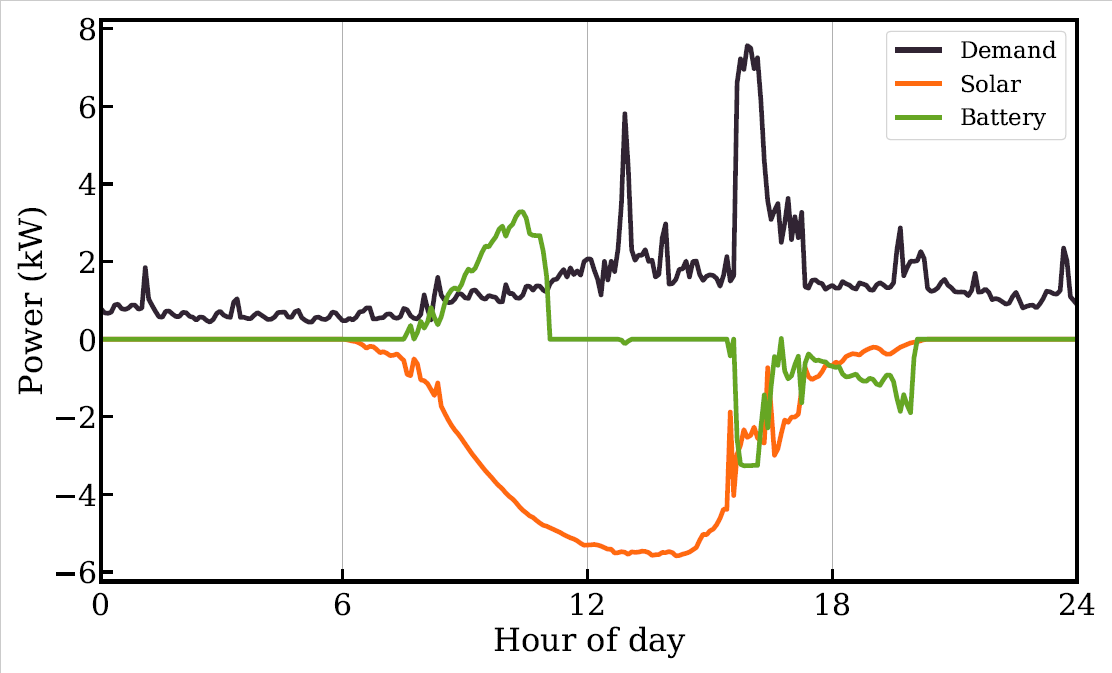 8
6
4
2
0
−2
−4
−6
Power (kW)
Demand
Solar
Battery
0 6 12 18 24
Hour of day